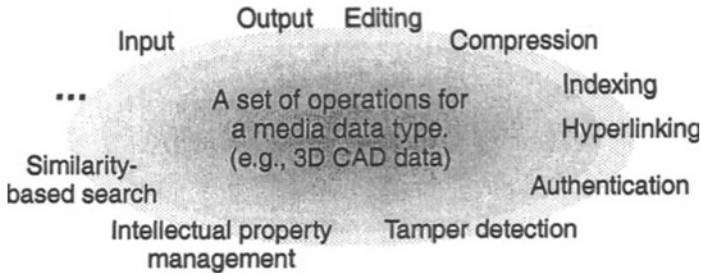 Output
Editing
Input
Compression
...
Indexing
A set of operations for
a media data type.
(e.g., 3D CAD data)
Hyperlinking
Similarity-
based search
Authentication
Intellectual property
management
Tamper detection